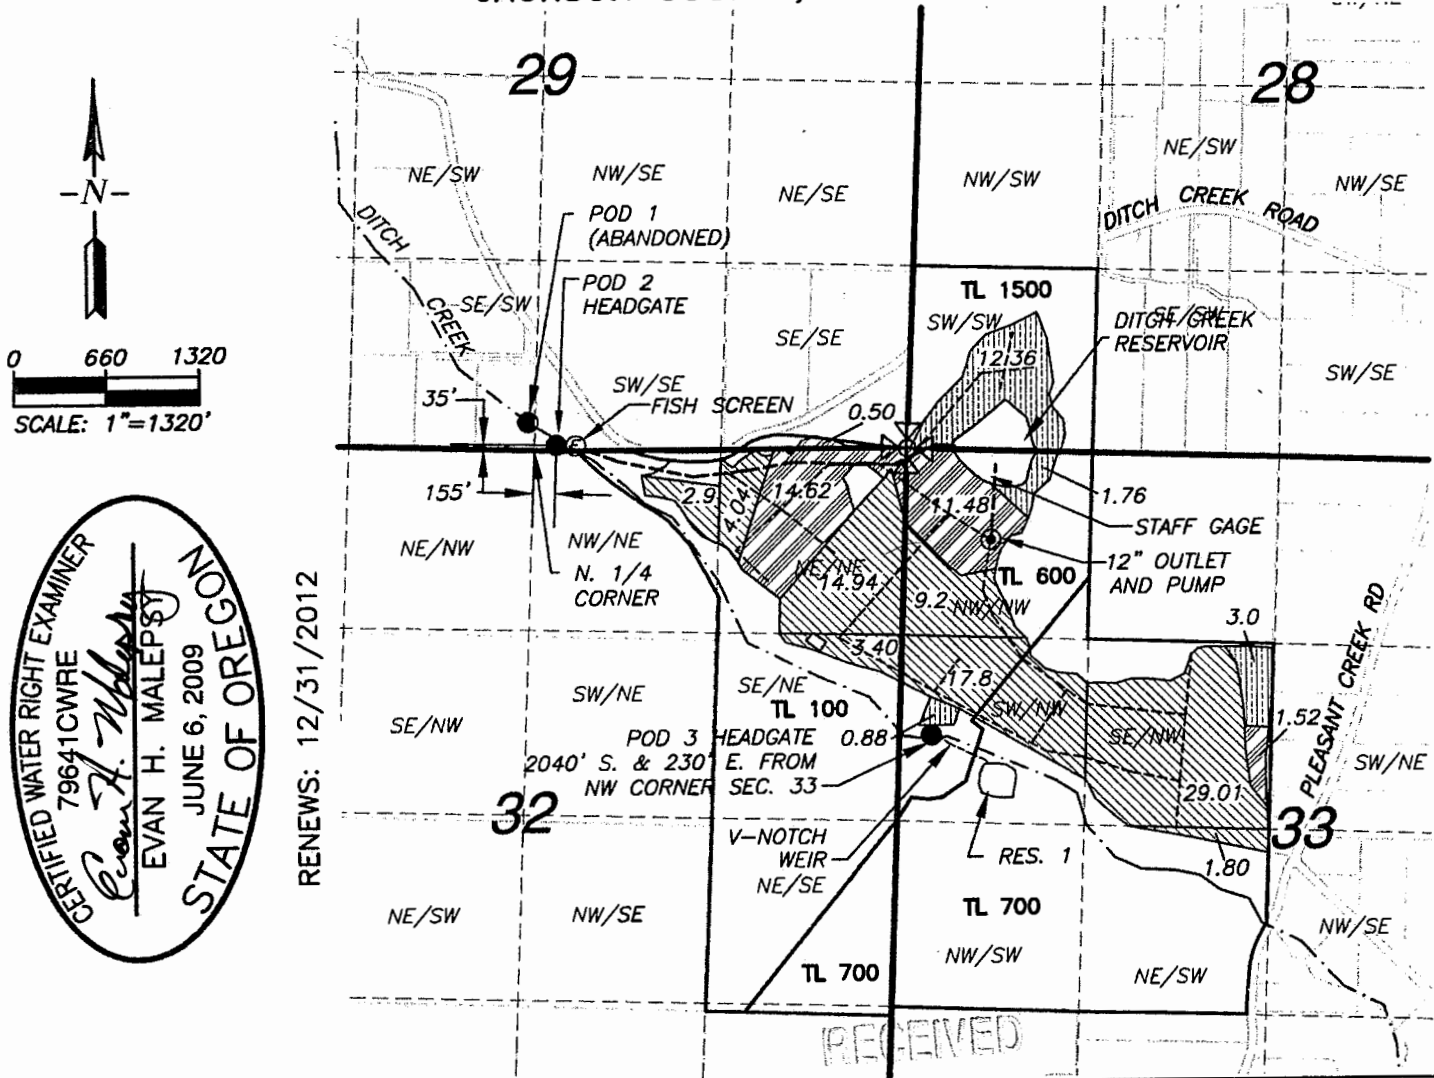 29
28
NE/SW
NW/SE
NE/SE
NW/SW
NE/SW
NW/SE
-N-
DITCH CREEK ROAD
DITCH CREEK
POD 1
(ABANDONED)
POD 2
HEADGATE
SE/SW
SE/SE
TL 1500
SW/SW
DITCH CREEK
RESERVOIR
SE/SW
SW/SE
0 660 1320
SCALE: 1"=1320'
35'
SW/SE
FISH SCREEN
0.50
12.36
155'
2.9
4.04
14.62
11.48
1.76
STAFF GAGE
12" OUTLET
AND PUMP
NE/NW
NW/NE
N. 1/4
CORNER
NE/NE
14.94
9.2
NW/NW
TL 600
3.0
3.40
17.8
SE/NW
SW/NE
SE/NE
TL 100
SW/NW
SE/NW
1.52
PLEASANT CREEK RD
SW/NE
POD 3 HEADGATE
2040' S. & 230' E. FROM
NW CORNER SEC. 33
0.88
29.01
32
33
V-NOTCH
WEIR
NE/SE
RES. 1
1.80
NE/SW
NW/SE
TL 700
NW/SW
NE/SW
NW/SE
TL 700
RECEIVED
CERTIFIED WATER RIGHT EXAMINER
79641CWRE
Evan H. Malepsy
EVAN H. MALEPSY
JUNE 6, 2009
STATE OF OREGON
RENEWS: 12/31/2012